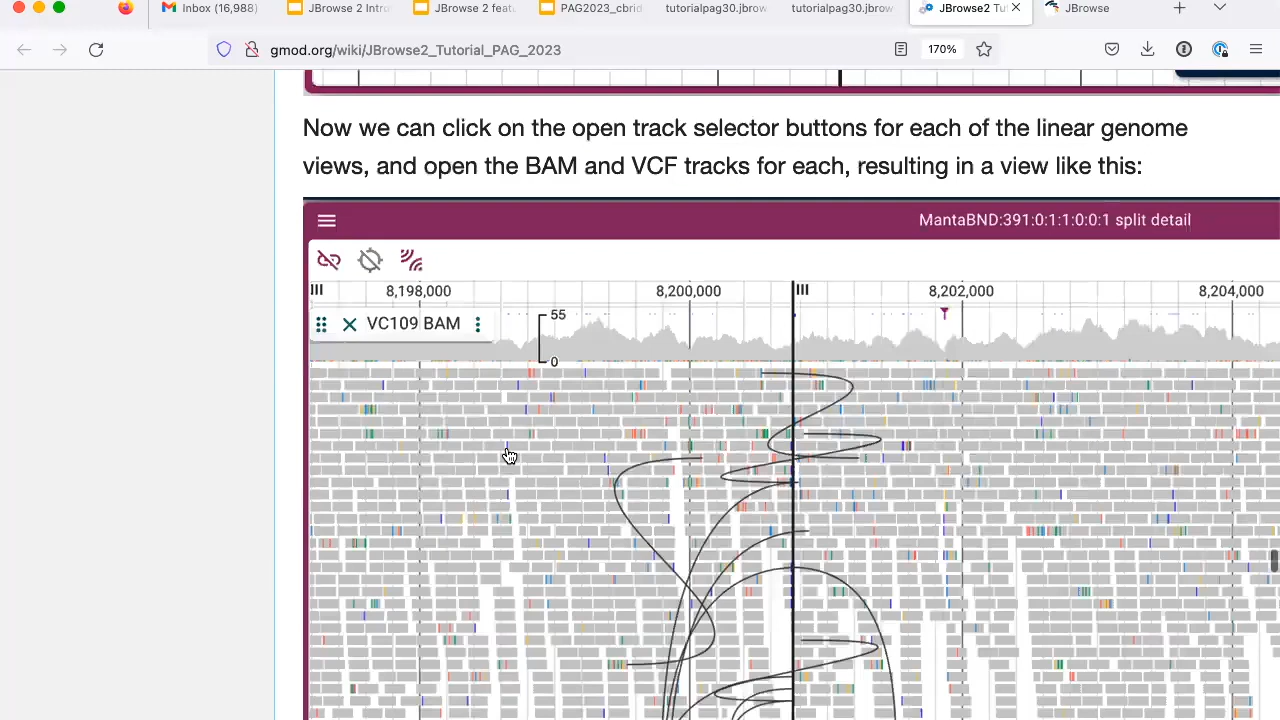 Inbox (16,988)
JBrowse 2 Intro
JBrowse 2 feat
PAG2023_cbrid
tutorialpag30.jbrow
tutorialpag30.jbrow
JBrowse2 Tu
JBrowse
gmod.org/wiki/JBrowse2_Tutorial_PAG_2023
170%
Now we can click on the open track selector buttons for each of the linear genome
views, and open the BAM and VCF tracks for each, resulting in a view like this:
MantaBND:391:0:1:1:0:0:1 split detail
8,198,000 8,200,000 8,202,000 8,204,000
VC109 BAM
55
0